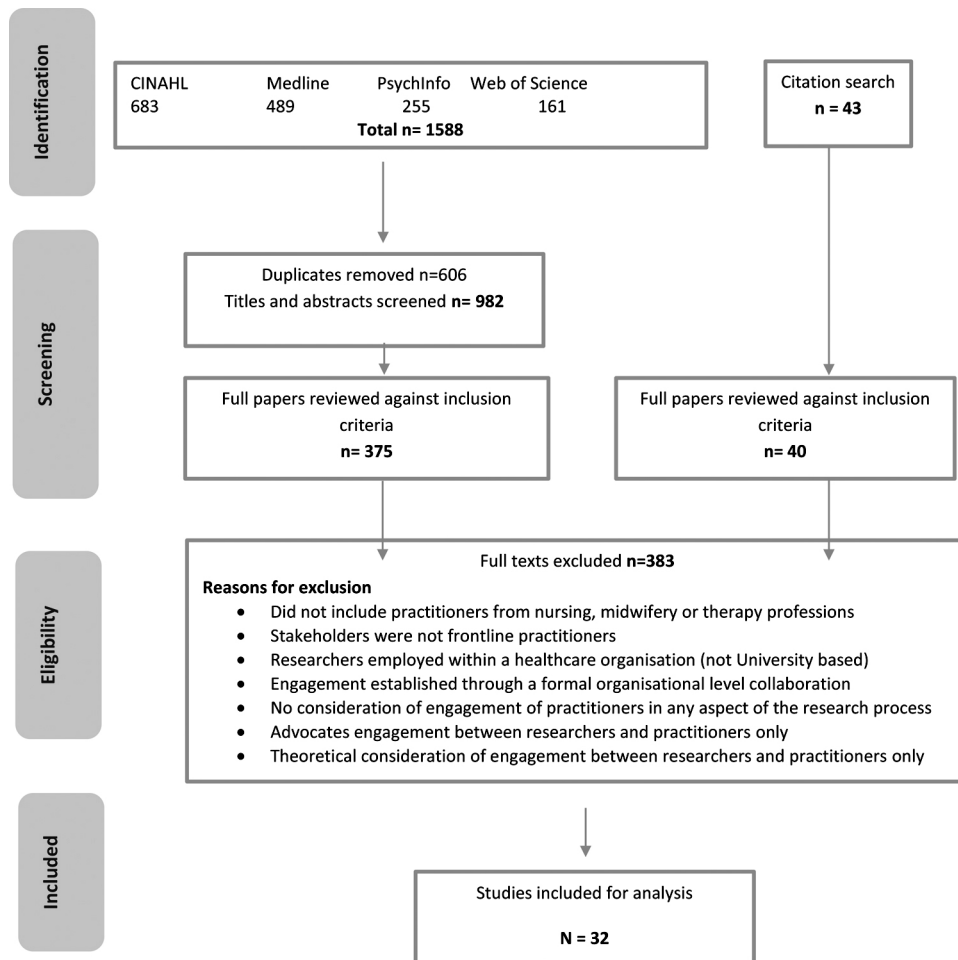 Identification
CINAHL Medline PsychInfo Web of Science
683 489 255 161
Total n= 1588
Citation search
n = 43
Screening
Duplicates removed n=606
Titles and abstracts screened n= 982
Full papers reviewed against inclusion
criteria
n= 375
Full papers reviewed against inclusion
criteria
n= 40
Eligibility
Full texts excluded n=383
Reasons for exclusion
• Did not include practitioners from nursing, midwifery or therapy professions
• Stakeholders were not frontline practitioners
• Researchers employed within a healthcare organisation (not University based)
• Engagement established through a formal organisational level collaboration
• No consideration of engagement of practitioners in any aspect of the research process
• Advocates engagement between researchers and practitioners only
• Theoretical consideration of engagement between researchers and practitioners only
Included
Studies included for analysis
N = 32